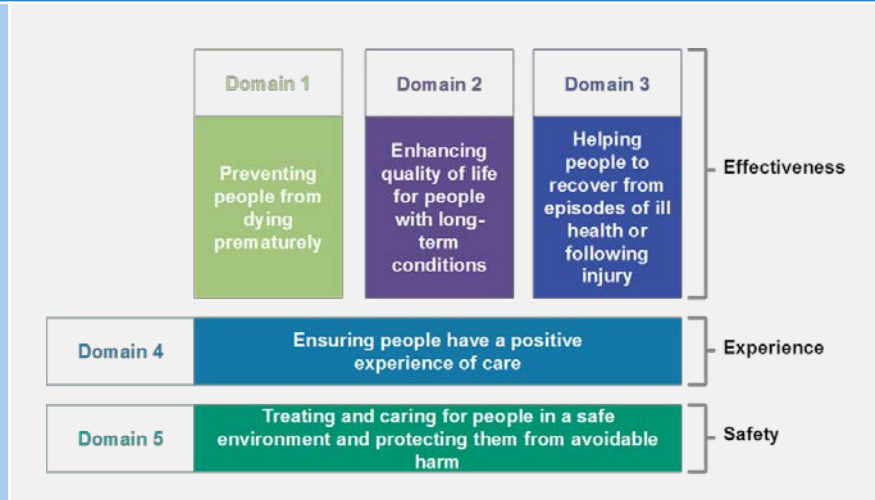 Domain 1
Preventing
people from
dying
prematurely
Domain 2
Enhancing
quality of life
for people
with long-
term
conditions
Domain 3
Helping
people to
recover from
episodes of ill
health or
following
injury
Effectiveness
Domain 4
Ensuring people have a positive
experience of care
Experience
Domain 5
Treating and caring for people in a safe
environment and protecting them from avoidable
harm
Safety